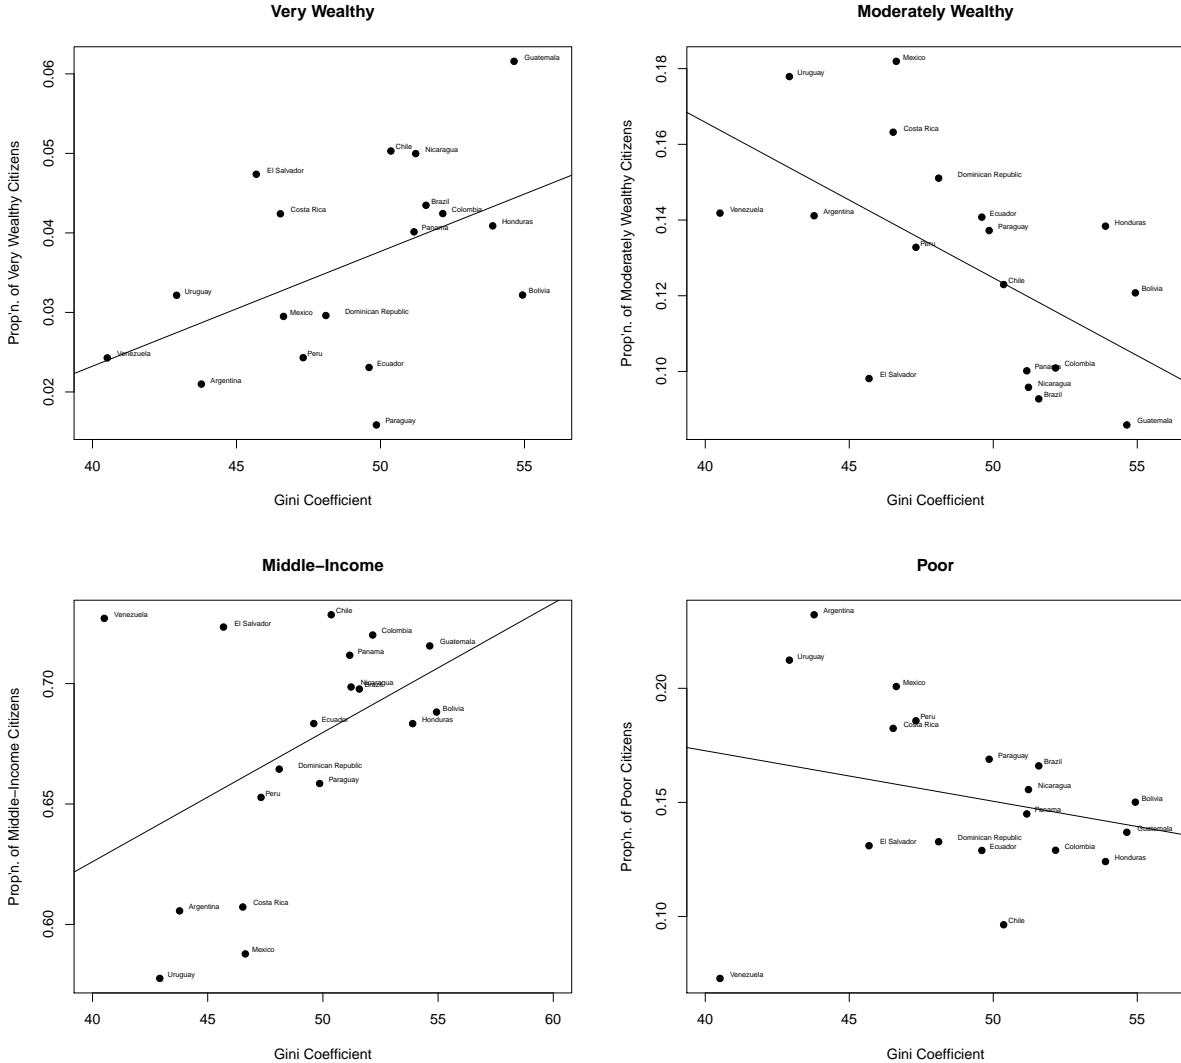 Very Wealthy
Prop'n. of Very Wealthy Citizens
0.06
0.05
0.04
0.03
0.02
Guatemala
Chile
Nicaragua
El Salvador
Brazil
Costa Rica
Colombia
Honduras
Panama
Uruguay
Bolivia
Mexico
Dominican Republic
Venezuela
Peru
Ecuador
Argentina
Paraguay
40
45
50
55
Gini Coefficient
Moderately Wealthy
Prop'n. of Moderately Wealthy Citizens
0.18
0.16
0.14
0.12
0.10
Mexico
Uruguay
Costa Rica
Dominican Republic
Venezuela
Argentina
Ecuador
Paraguay
Honduras
Peru
Chile
Bolivia
El Salvador
Panama
Colombia
Nicaragua
Brazil
Guatemala
40
45
50
55
Gini Coefficient
Middle−Income
Prop'n. of Middle−Income Citizens
0.70
0.65
0.60
Venezuela
El Salvador
Chile
Colombia
Guatemala
Panama
Nicaragua
Brazil
Bolivia
Ecuador
Honduras
Dominican Republic
Paraguay
Peru
Argentina
Costa Rica
Mexico
Uruguay
40
45
50
55
60
Gini Coefficient
Poor
Prop'n. of Poor Citizens
0.20
0.15
0.10
Argentina
Uruguay
Mexico
Peru
Costa Rica
Paraguay
Brazil
Nicaragua
Bolivia
Panama
Guatemala
El Salvador
Dominican Republic
Ecuador
Colombia
Honduras
Chile
Venezuela
40
45
50
55
Gini Coefficient